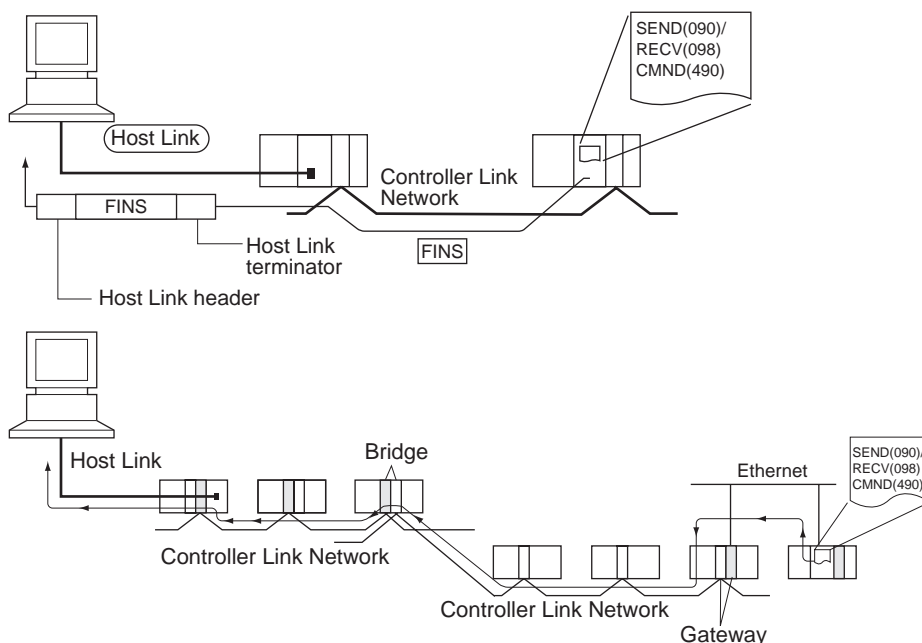 SEND(090)/
RECV(098)
CMND(490)
Host Link
Controller Link
Network
FINS
Host Link
terminator
FINS
Host Link header
Host Link
Bridge
Ethernet
SEND(090)/
RECV(098)
CMND(490)
Controller Link Network
Controller Link Network
Gateway